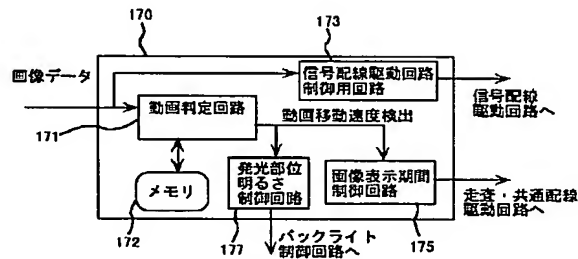 170
173
画像データ
信号配線駆動回路
制御用回路
信号配線
駆動回路へ
動画判定回路
171
動画移動速度検出
メモリ
172
発光部位
明るさ
制御回路
177
画像表示期間
制御回路
175
走査・共通配線
駆動回路へ
バックライト
制御回路へ